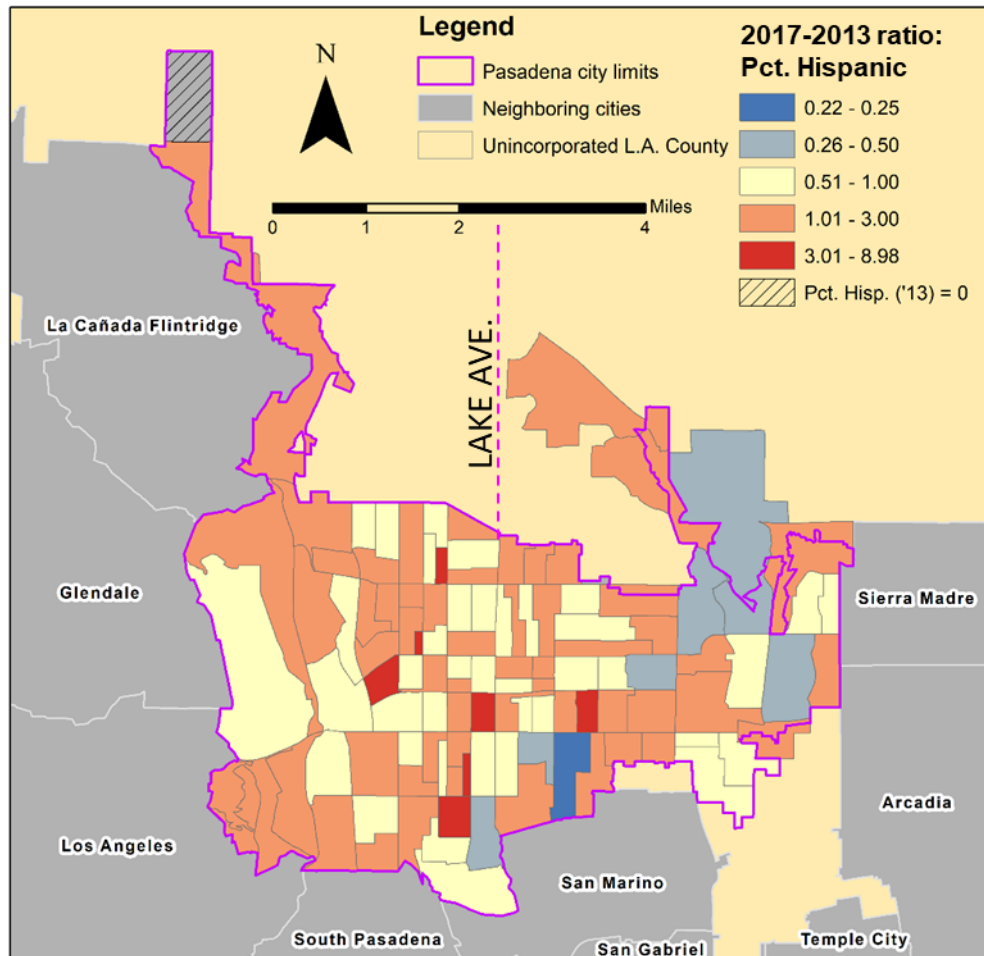 Legend
N
Pasadena city limits
Neighboring cities
Unincorporated L.A. County
2017-2013 ratio:
Pct. Hispanic
0.22 - 0.25
0.26 - 0.50
0.51 - 1.00
1.01 - 3.00
3.01 - 8.98
Pct. Hisp. ('13) = 0
Miles
0 1 2 4
La Cañada Flintridge
LAKE AVE.
Glendale
Sierra Madre
Arcadia
Los Angeles
San Marino
South Pasadena
San Gabriel
Temple City